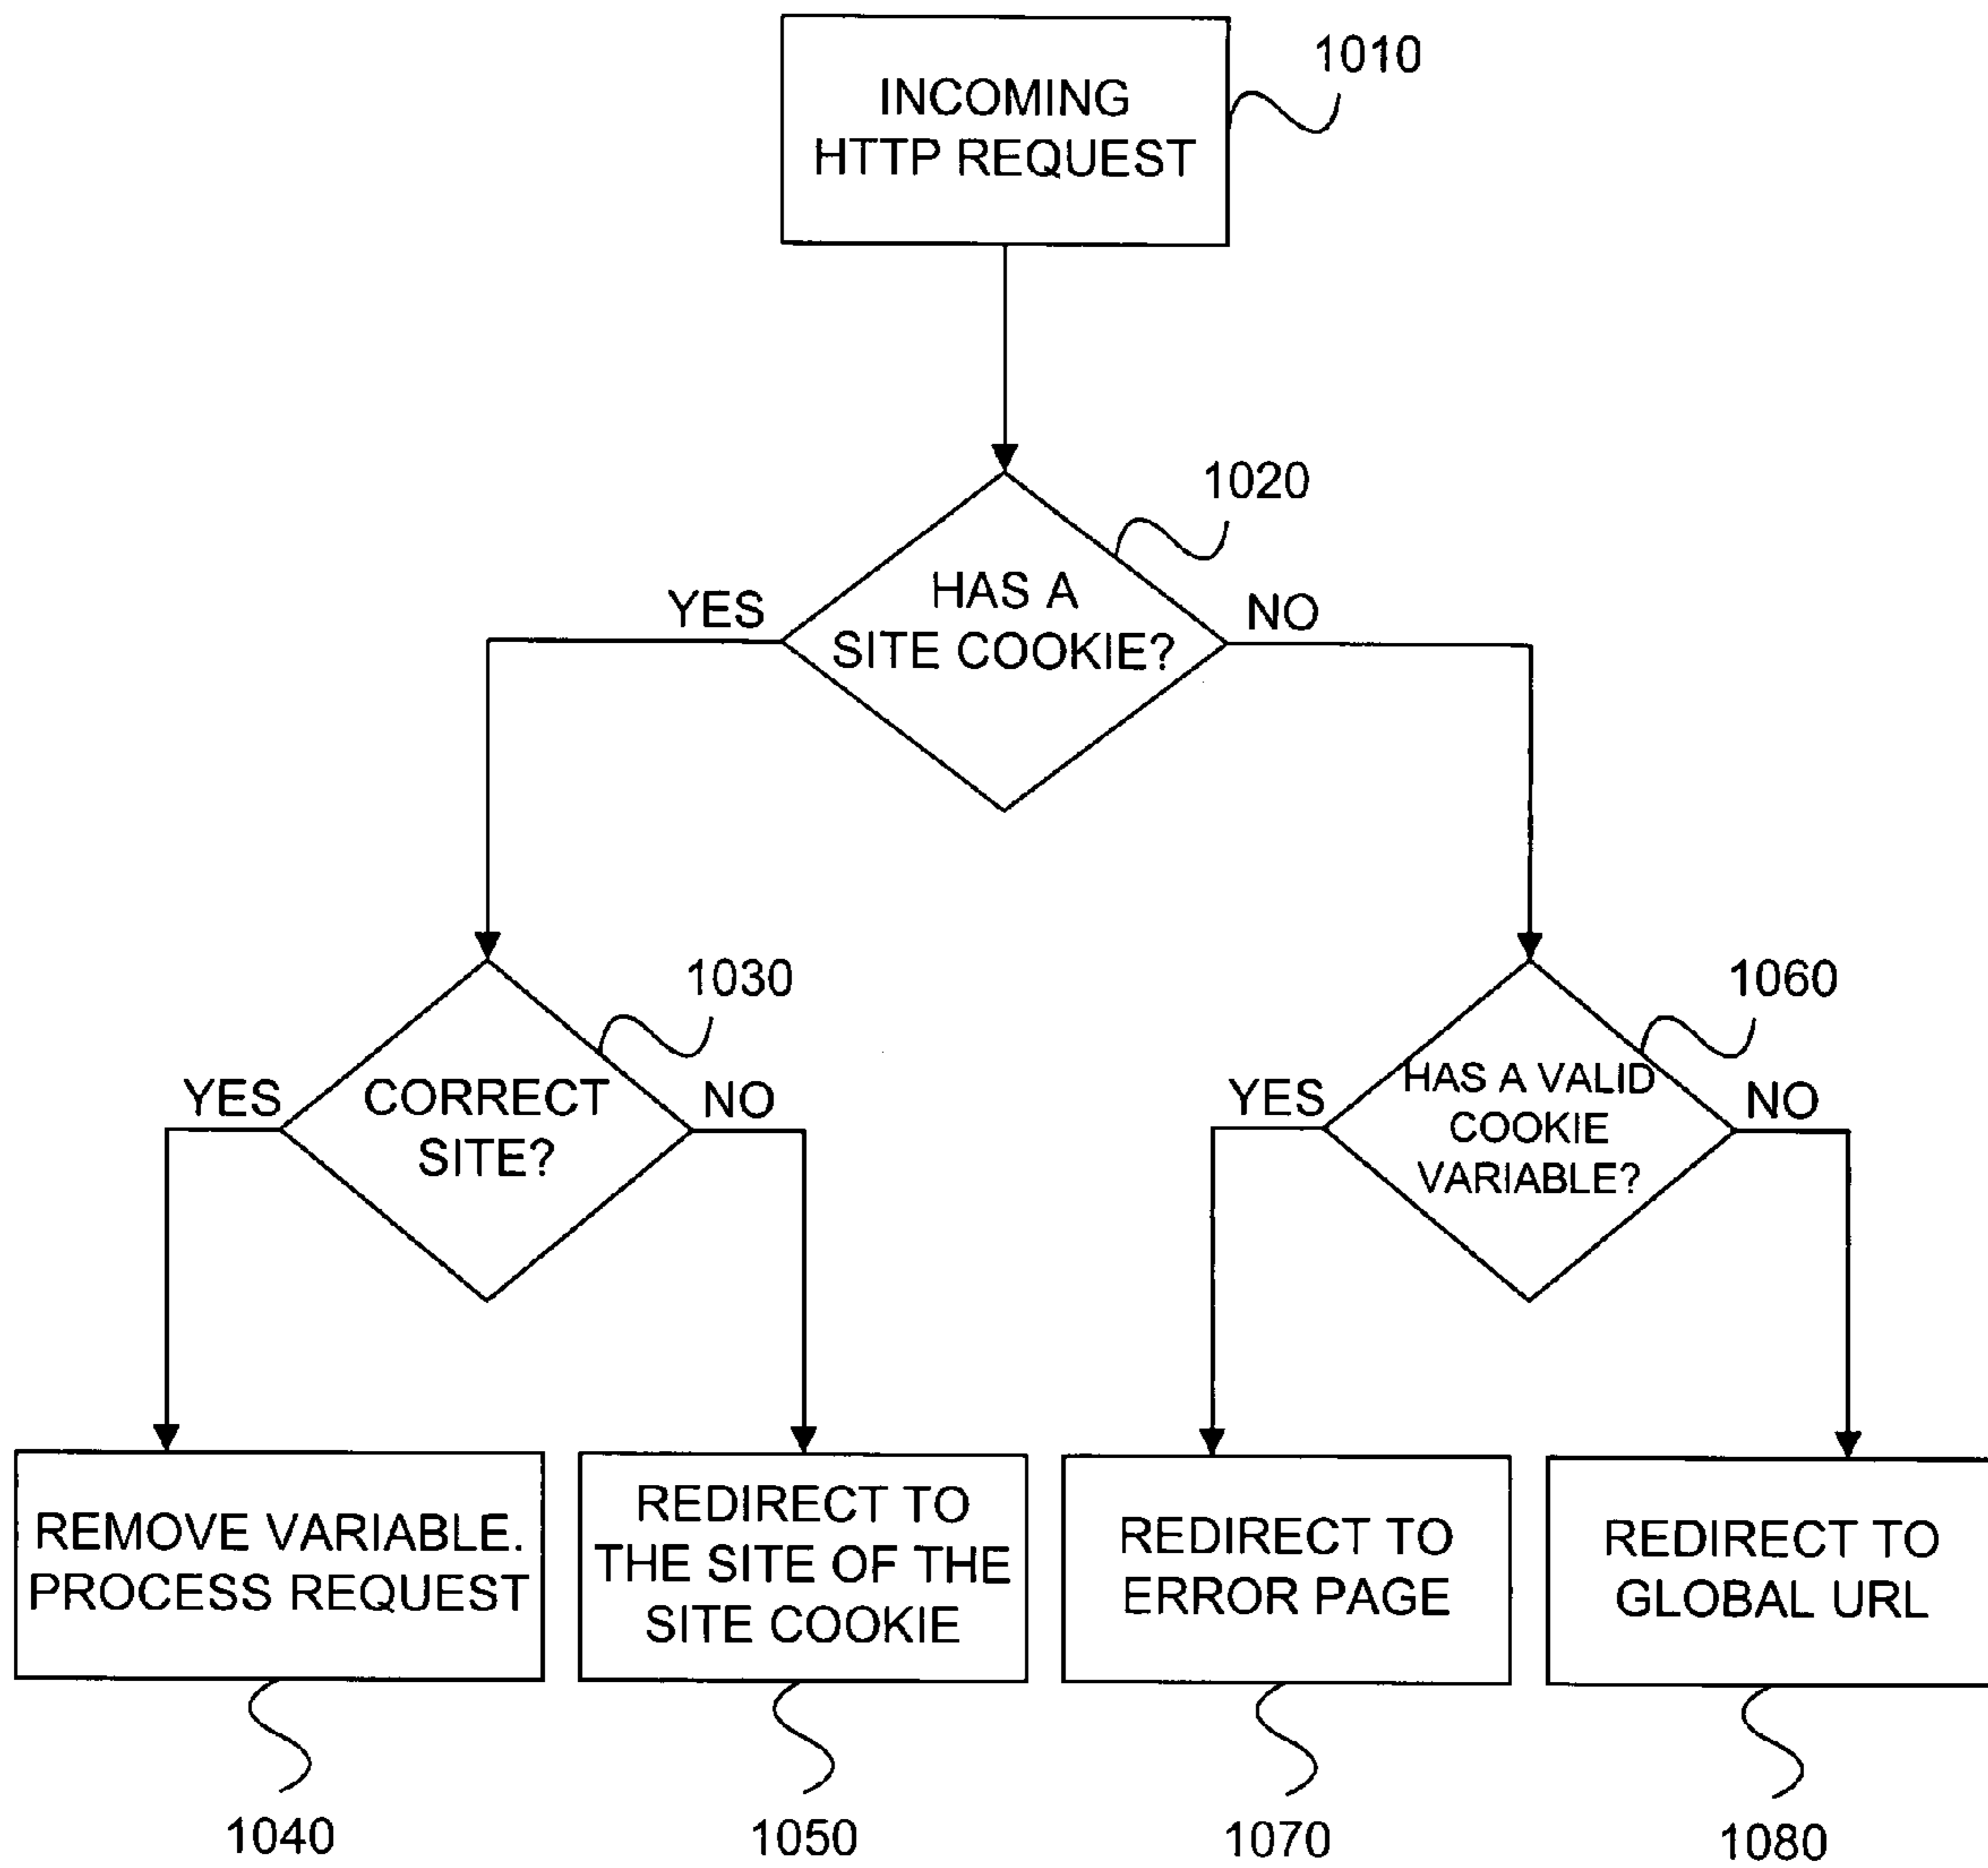 1010
INCOMING
HTTP REQUEST
1020
HAS A
SITE COOKIE?
YES
NO
1030
CORRECT
SITE?
YES
NO
1060
HAS A VALID
COOKIE
VARIABLE?
YES
NO
REMOVE VARIABLE.
PROCESS REQUEST
REDIRECT TO
THE SITE OF THE
SITE COOKIE
REDIRECT TO
ERROR PAGE
REDIRECT TO
GLOBAL URL
1040
1050
1070
1080